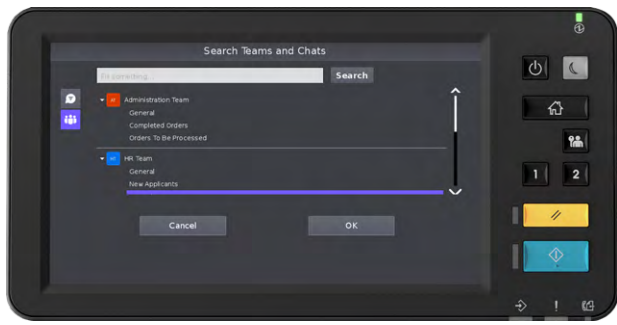 Search Teams and Chats
Search
Administration Team
General
Completed Orders
Orders To Be Processed
HR Team
General
New Applicants
Cancel
OK
1
2